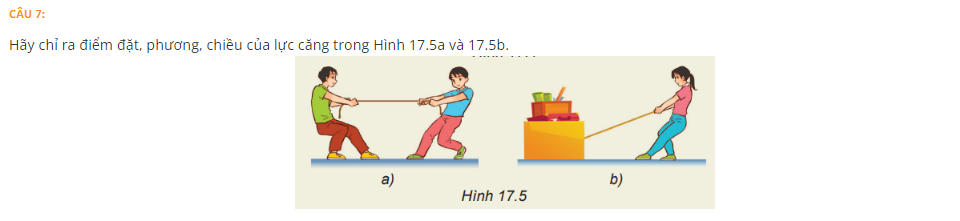 CÂU 7:
Hãy chỉ ra điểm đặt, phương, chiều của lực căng trong Hình 17.5a và 17.5b.
a)
b)
Hình 17.5